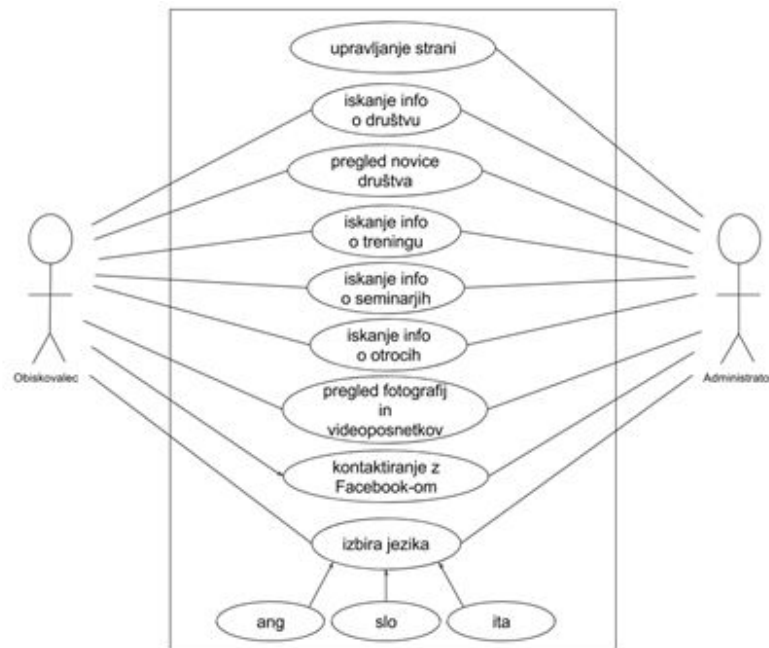 upravljanje strani
iskanje info
o društvu
pregled novice
društva
iskanje info
o treningu
iskanje info
o seminarjih
iskanje info
o otrocih
pregled fotografij
in
videoposnetkov
kontaktiranje z
Facebook-om
izbira jezika
ang
slo
ita
Obiskovalec
Administrato